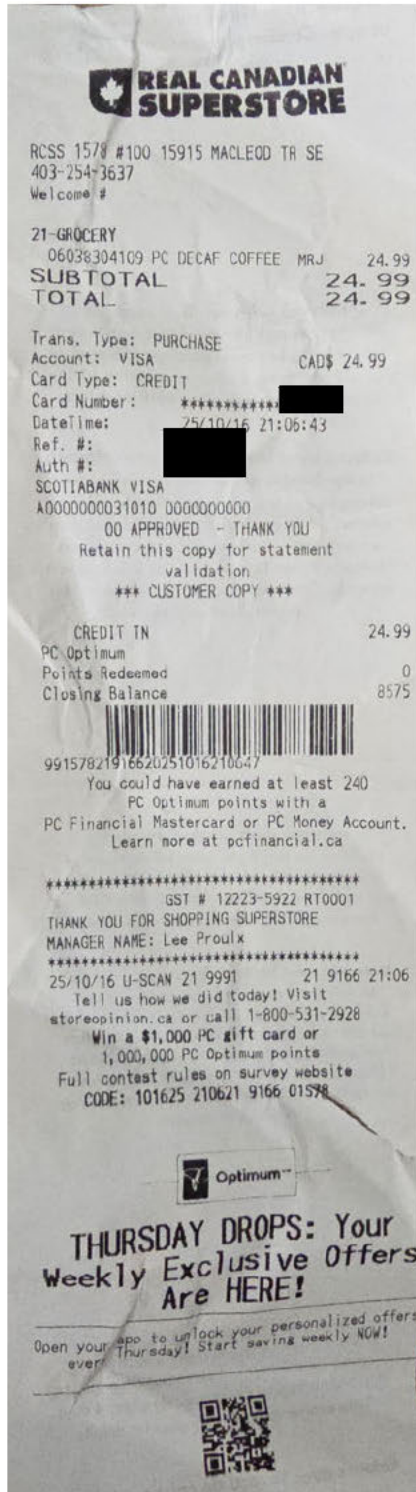 REAL CANADIAN
SUPERSTORE
RCSS 1578 #100 15915 MACLEOD TR SE
403-254-3637
Welcome #
21-GROCERY
06038304109 PC DECAF COFFEE MRJ 24.99
SUBTOTAL 24.99
TOTAL 24.99
Trans. Type: PURCHASE
Account: VISA CAD$ 24.99
Card Type: CREDIT
Card Number: ************
DateTime: 25/10/16 21:06:43
Ref. #:
Auth #:
SCOTIABANK VISA
A0000000031010 0000000000
00 APPROVED - THANK YOU
Retain this copy for statement
validation
*** CUSTOMER COPY ***
CREDIT TN 24.99
PC Optimum
Points Redeemed 0
Closing Balance 8575
99157821916620251016210647
You could have earned at least 240
PC Optimum points with a
PC Financial Mastercard or PC Money Account.
Learn more at pcfinancial.ca
****************************************
GST # 12223-5922 RT0001
THANK YOU FOR SHOPPING SUPERSTORE
MANAGER NAME: Lee Proulx
****************************************
25/10/16 U-SCAN 21 9991 21 9166 21:06
Tell us how we did today! Visit
storeopinion.ca or call 1-800-531-2928
Win a $1,000 PC gift card or
1,000,000 PC Optimum points
Full contest rules on survey website
CODE: 101625 210621 9166 01578
Optimum™
THURSDAY DROPS: Your
Weekly Exclusive Offers
Are HERE!
Open your app to unlock your personalized offers
every Thursday! Start saving weekly NOW!